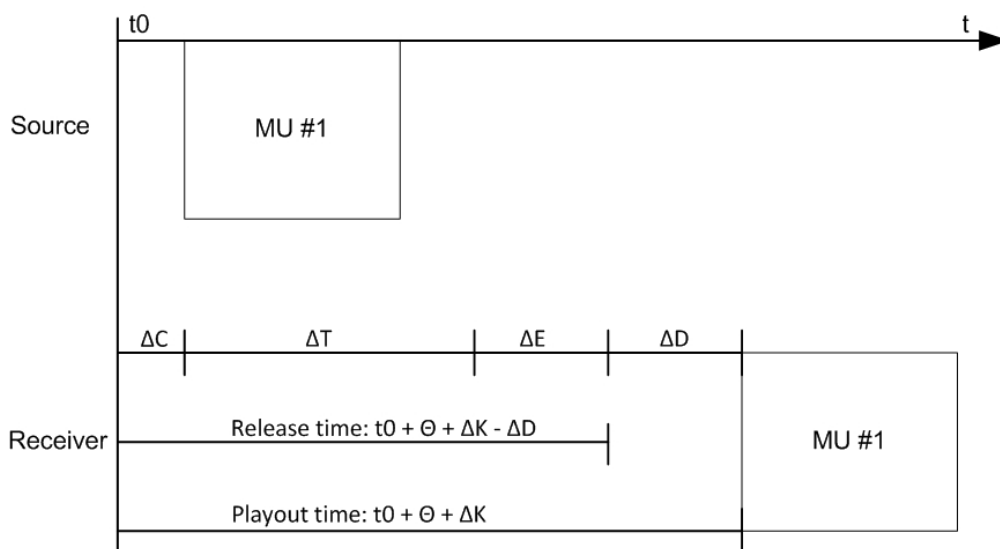 t0
t
Source
MU #1
ΔC
ΔT
ΔE
ΔD
Receiver
Release time: t0 + Θ + ΔK - ΔD
MU #1
Playout time: t0 + Θ + ΔK